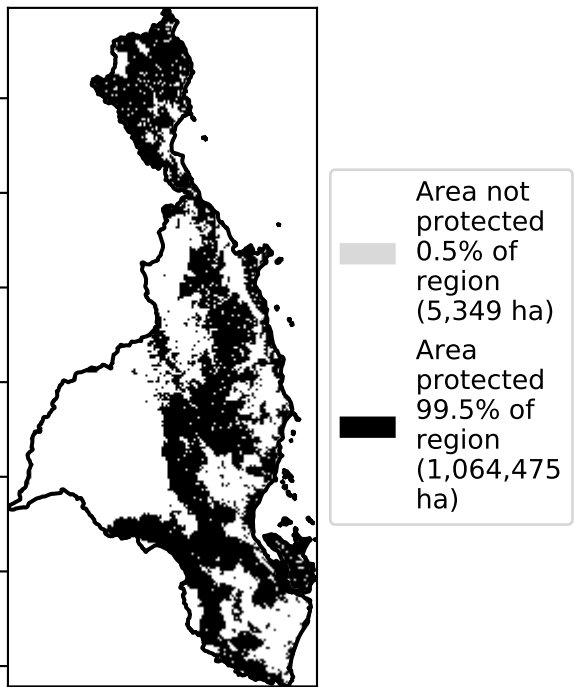 Area not
protected
0.5% of
region
(5,349 ha)
Area
protected
99.5% of
region
(1,064,475
ha)